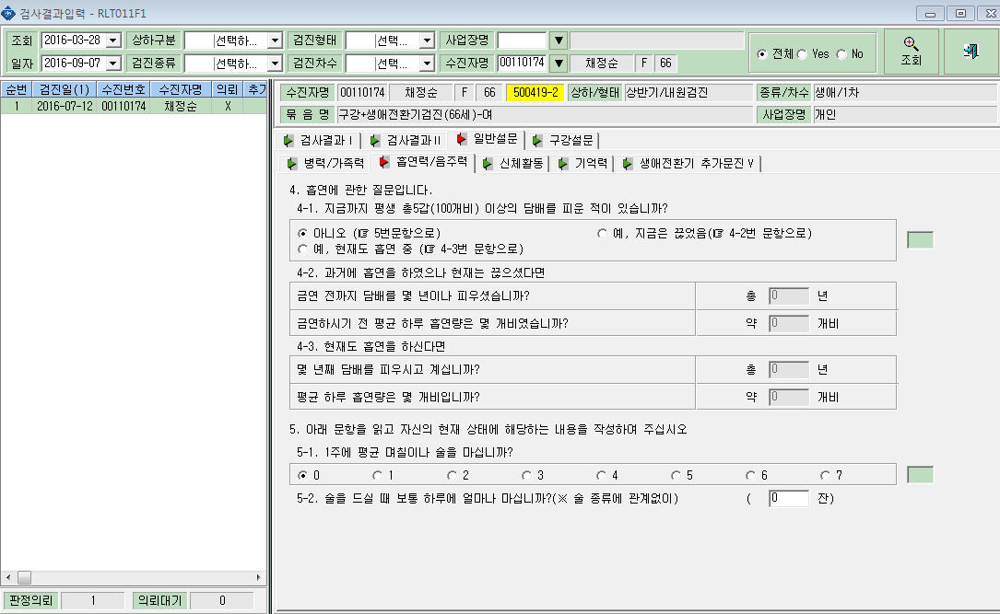 검사결과입력 - RLT011F1
조회 2016-03-28 상하구분 선택하... 검진형태 선택... 사업장명 ▼
일자 2016-09-07 검진종류 선택하... 검진차수 선택... 수진자명 00110174 ▼ 채정순 F 66
전체 Yes No
조회
순번 검진일(1) 수진번호 수진자명 의뢰 추가
1 2016-07-12 00110174 채정순 X
수진자명 00110174 채정순 F 66 500419-2 상하/형태 상반기/내원검진 종류/차수 생애/1차
묶 음 명 구강+생애전환기검진(66세)-여 사업장명 개인
검사결과 I 검사결과 II 일반설문 구강설문
병력/가족력 흡연력/음주력 신체활동 기억력 생애전환기 추가문진 V
4. 흡연에 관한 질문입니다.
4-1. 지금까지 평생 총5갑(100개비) 이상의 담배를 피운 적이 있습니까?
아니오 (☞ 5번문항으로) 예, 지금은 끊었음(☞ 4-2번 문항으로)
예, 현재도 흡연 중 (☞ 4-3번 문항으로)
4-2. 과거에 흡연을 하였으나 현재는 끊으셨다면
금연 전까지 담배를 몇 년이나 피우셨습니까? 총 0 년
금연하시기 전 평균 하루 흡연량은 몇 개비였습니까? 약 0 개비
4-3. 현재도 흡연을 하신다면
몇 년째 담배를 피우시고 계십니까? 총 0 년
평균 하루 흡연량은 몇 개비입니까? 약 0 개비
5. 아래 문항을 읽고 자신의 현재 상태에 해당하는 내용을 작성하여 주십시오
5-1. 1주에 평균 며칠이나 술을 마십니까?
0 1 2 3 4 5 6 7
5-2. 술을 드실 때 보통 하루에 얼마나 마십니까?(※ 술 종류에 관계없이) ( 0 잔)
판정의뢰 1 의뢰대기 0